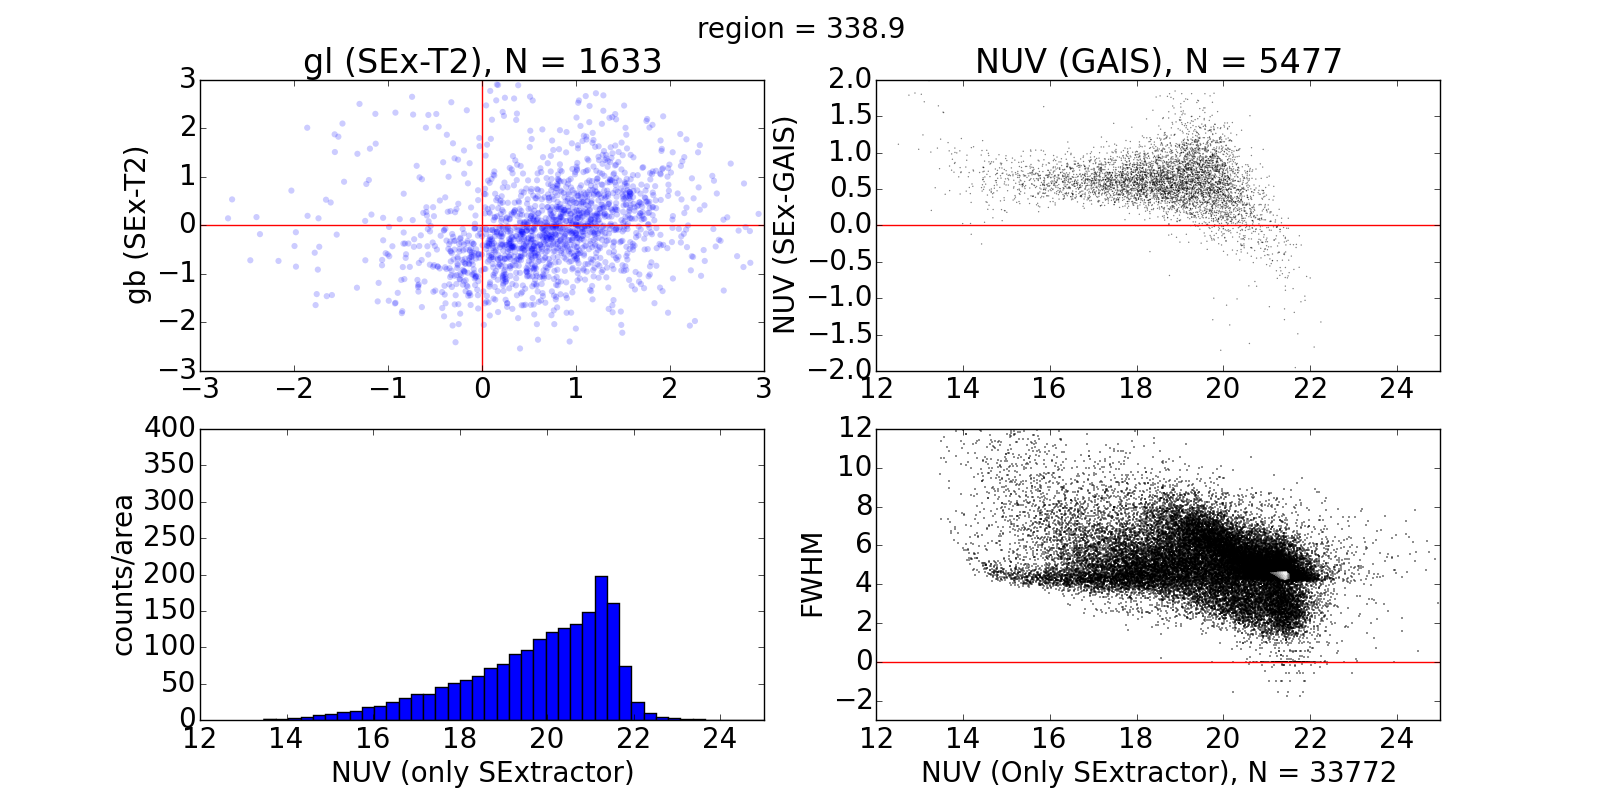 region = 338.9
gl (SEx-T2), N = 1633
3
2
1
0
−1
−2
−3
gb (SEx-T2)
−3 −2 −1 0 1 2 3
NUV (GAIS), N = 5477
2.0
1.5
1.0
0.5
0.0
−0.5
−1.0
−1.5
−2.0
NUV (SEx-GAIS)
12 14 16 18 20 22 24
400
350
300
250
200
150
100
50
0
counts/area
12 14 16 18 20 22 24
NUV (only SExtractor)
12
10
8
6
4
2
0
−2
FWHM
12 14 16 18 20 22 24
NUV (Only SExtractor), N = 33772